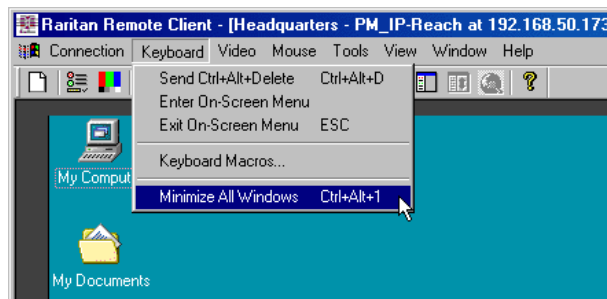 Raritan Remote Client - [Headquarters - PM_IP-Reach at 192.168.50.173
Connection Keyboard Video Mouse Tools View Window Help
Send Ctrl+Alt+Delete Ctrl+Alt+D
Enter On-Screen Menu
Exit On-Screen Menu ESC
Keyboard Macros...
Minimize All Windows Ctrl+Alt+1
My Comput
My Documents